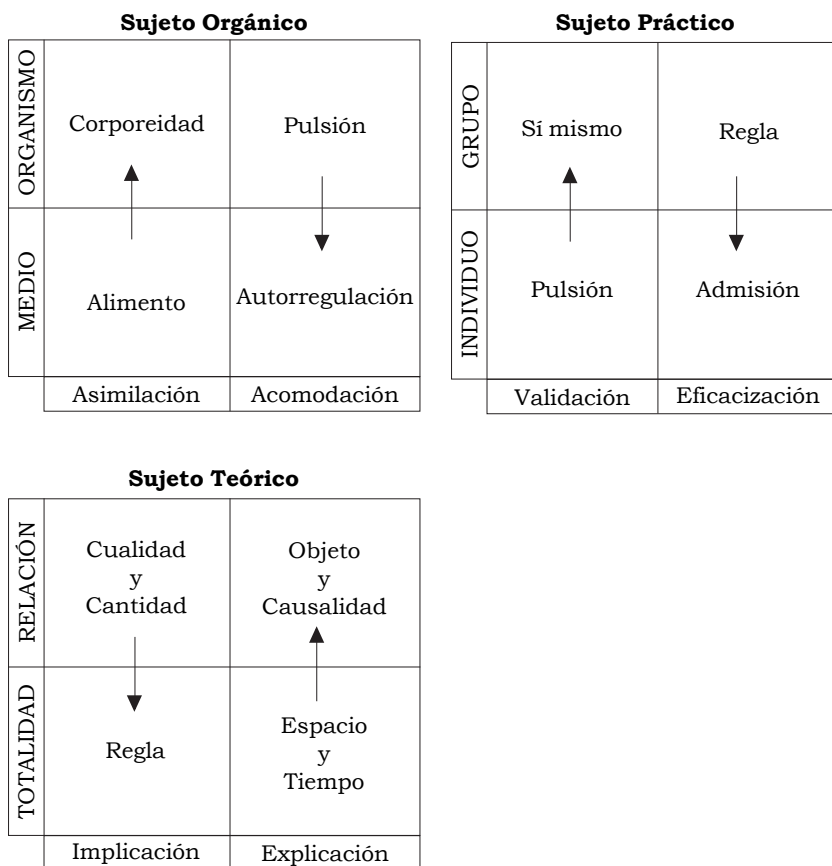 Sujeto Orgánico
ORGANISMO
Corporeidad
Pulsión
MEDIO
Alimento
Autorregulación
Asimilación
Acomodación
Sujeto Práctico
GRUPO
Sí mismo
Regla
INDIVIDUO
Pulsión
Admisión
Validación
Eficacización
Sujeto Teórico
RELACIÓN
Cualidad
y
Cantidad
Objeto
y
Causalidad
TOTALIDAD
Regla
Espacio
y
Tiempo
Implicación
Explicación